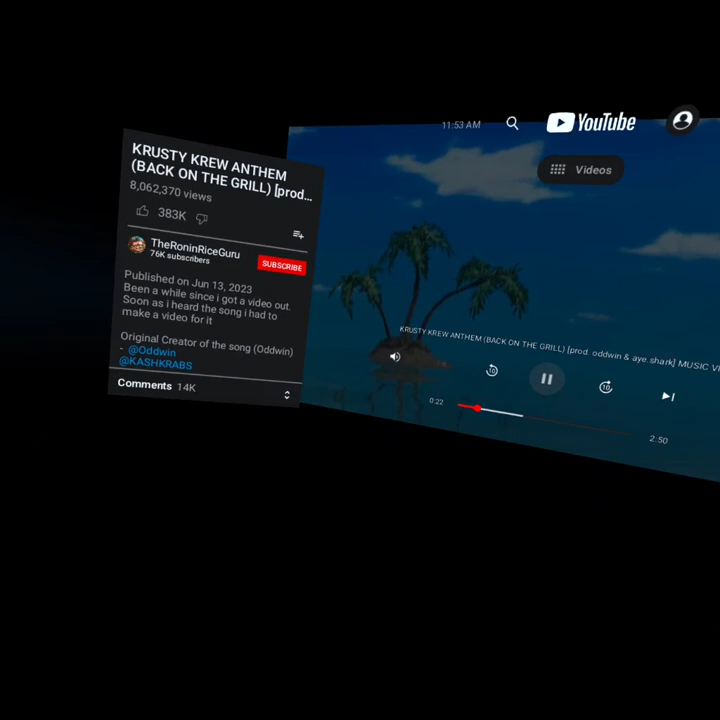 11:53 AM
YouTube
Videos
KRUSTY KREW ANTHEM
(BACK ON THE GRILL) [prod...
8,062,370 views
383K
TheRoninRiceGuru
76K subscribers
SUBSCRIBE
Published on Jun 13, 2023
Been a while since i got a video out.
Soon as i heard the song i had to
make a video for it
Original Creator of the song (Oddwin)
- @Oddwin
@KASHKRABS
Comments 14K
KRUSTY KREW ANTHEM (BACK ON THE GRILL) [prod. oddwin & aye.shark] MUSIC VI
10
10
0:22
2:50